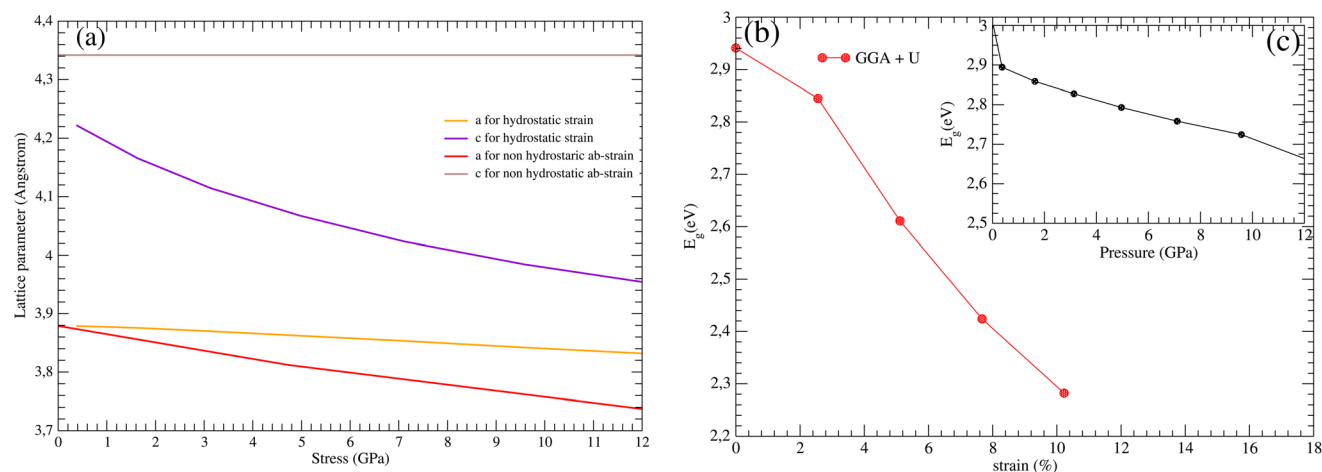 (a)
4,4
4,3
4,2
4,1
4
3,9
3,8
3,7
Lattice parameter (Angstrom)
a for hydrostatic strain
c for hydrostatic strain
a for non hydrostaric ab-strain
c for non hydrostatic ab-strain
0 1 2 3 4 5 6 7 8 9 10 11 12
Stress (GPa)
(b)
3
2,9
2,8
2,7
2,6
2,5
2,4
2,3
2,2
E_g(eV)
GGA + U
0 2 4 6 8 10 12 14 16 18
strain (%)
(c)
3
2,9
2,8
2,7
2,6
2,5
E_g(eV)
0 2 4 6 8 10 12
Pressure (GPa)